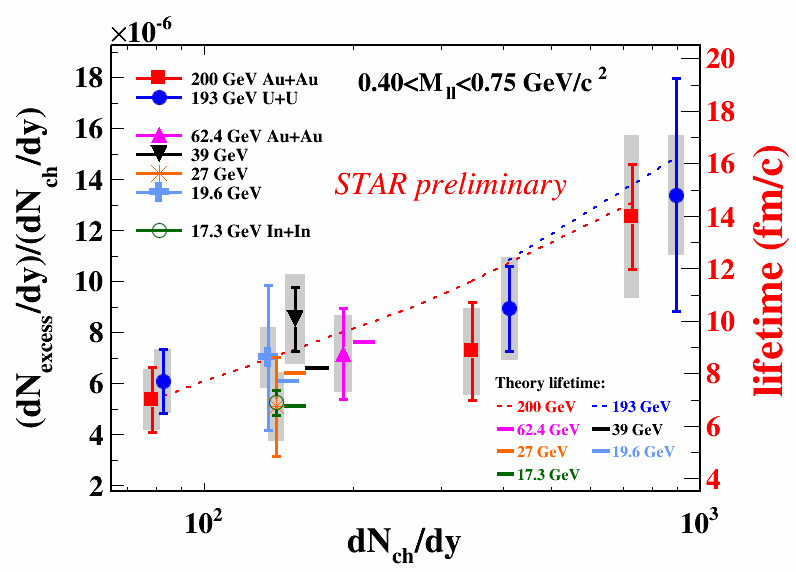 ×10⁻⁶
(dN_excess/dy)/(dN_ch/dy)
18
16
14
12
10
8
6
4
2
200 GeV Au+Au
193 GeV U+U
62.4 GeV Au+Au
39 GeV
27 GeV
19.6 GeV
17.3 GeV In+In
0.40<M_ll<0.75 GeV/c²
STAR preliminary
Theory lifetime:
200 GeV 193 GeV
62.4 GeV 39 GeV
27 GeV 19.6 GeV
17.3 GeV
20
18
16
14
12
10
8
6
4
lifetime (fm/c)
10² 10³
dN_ch/dy